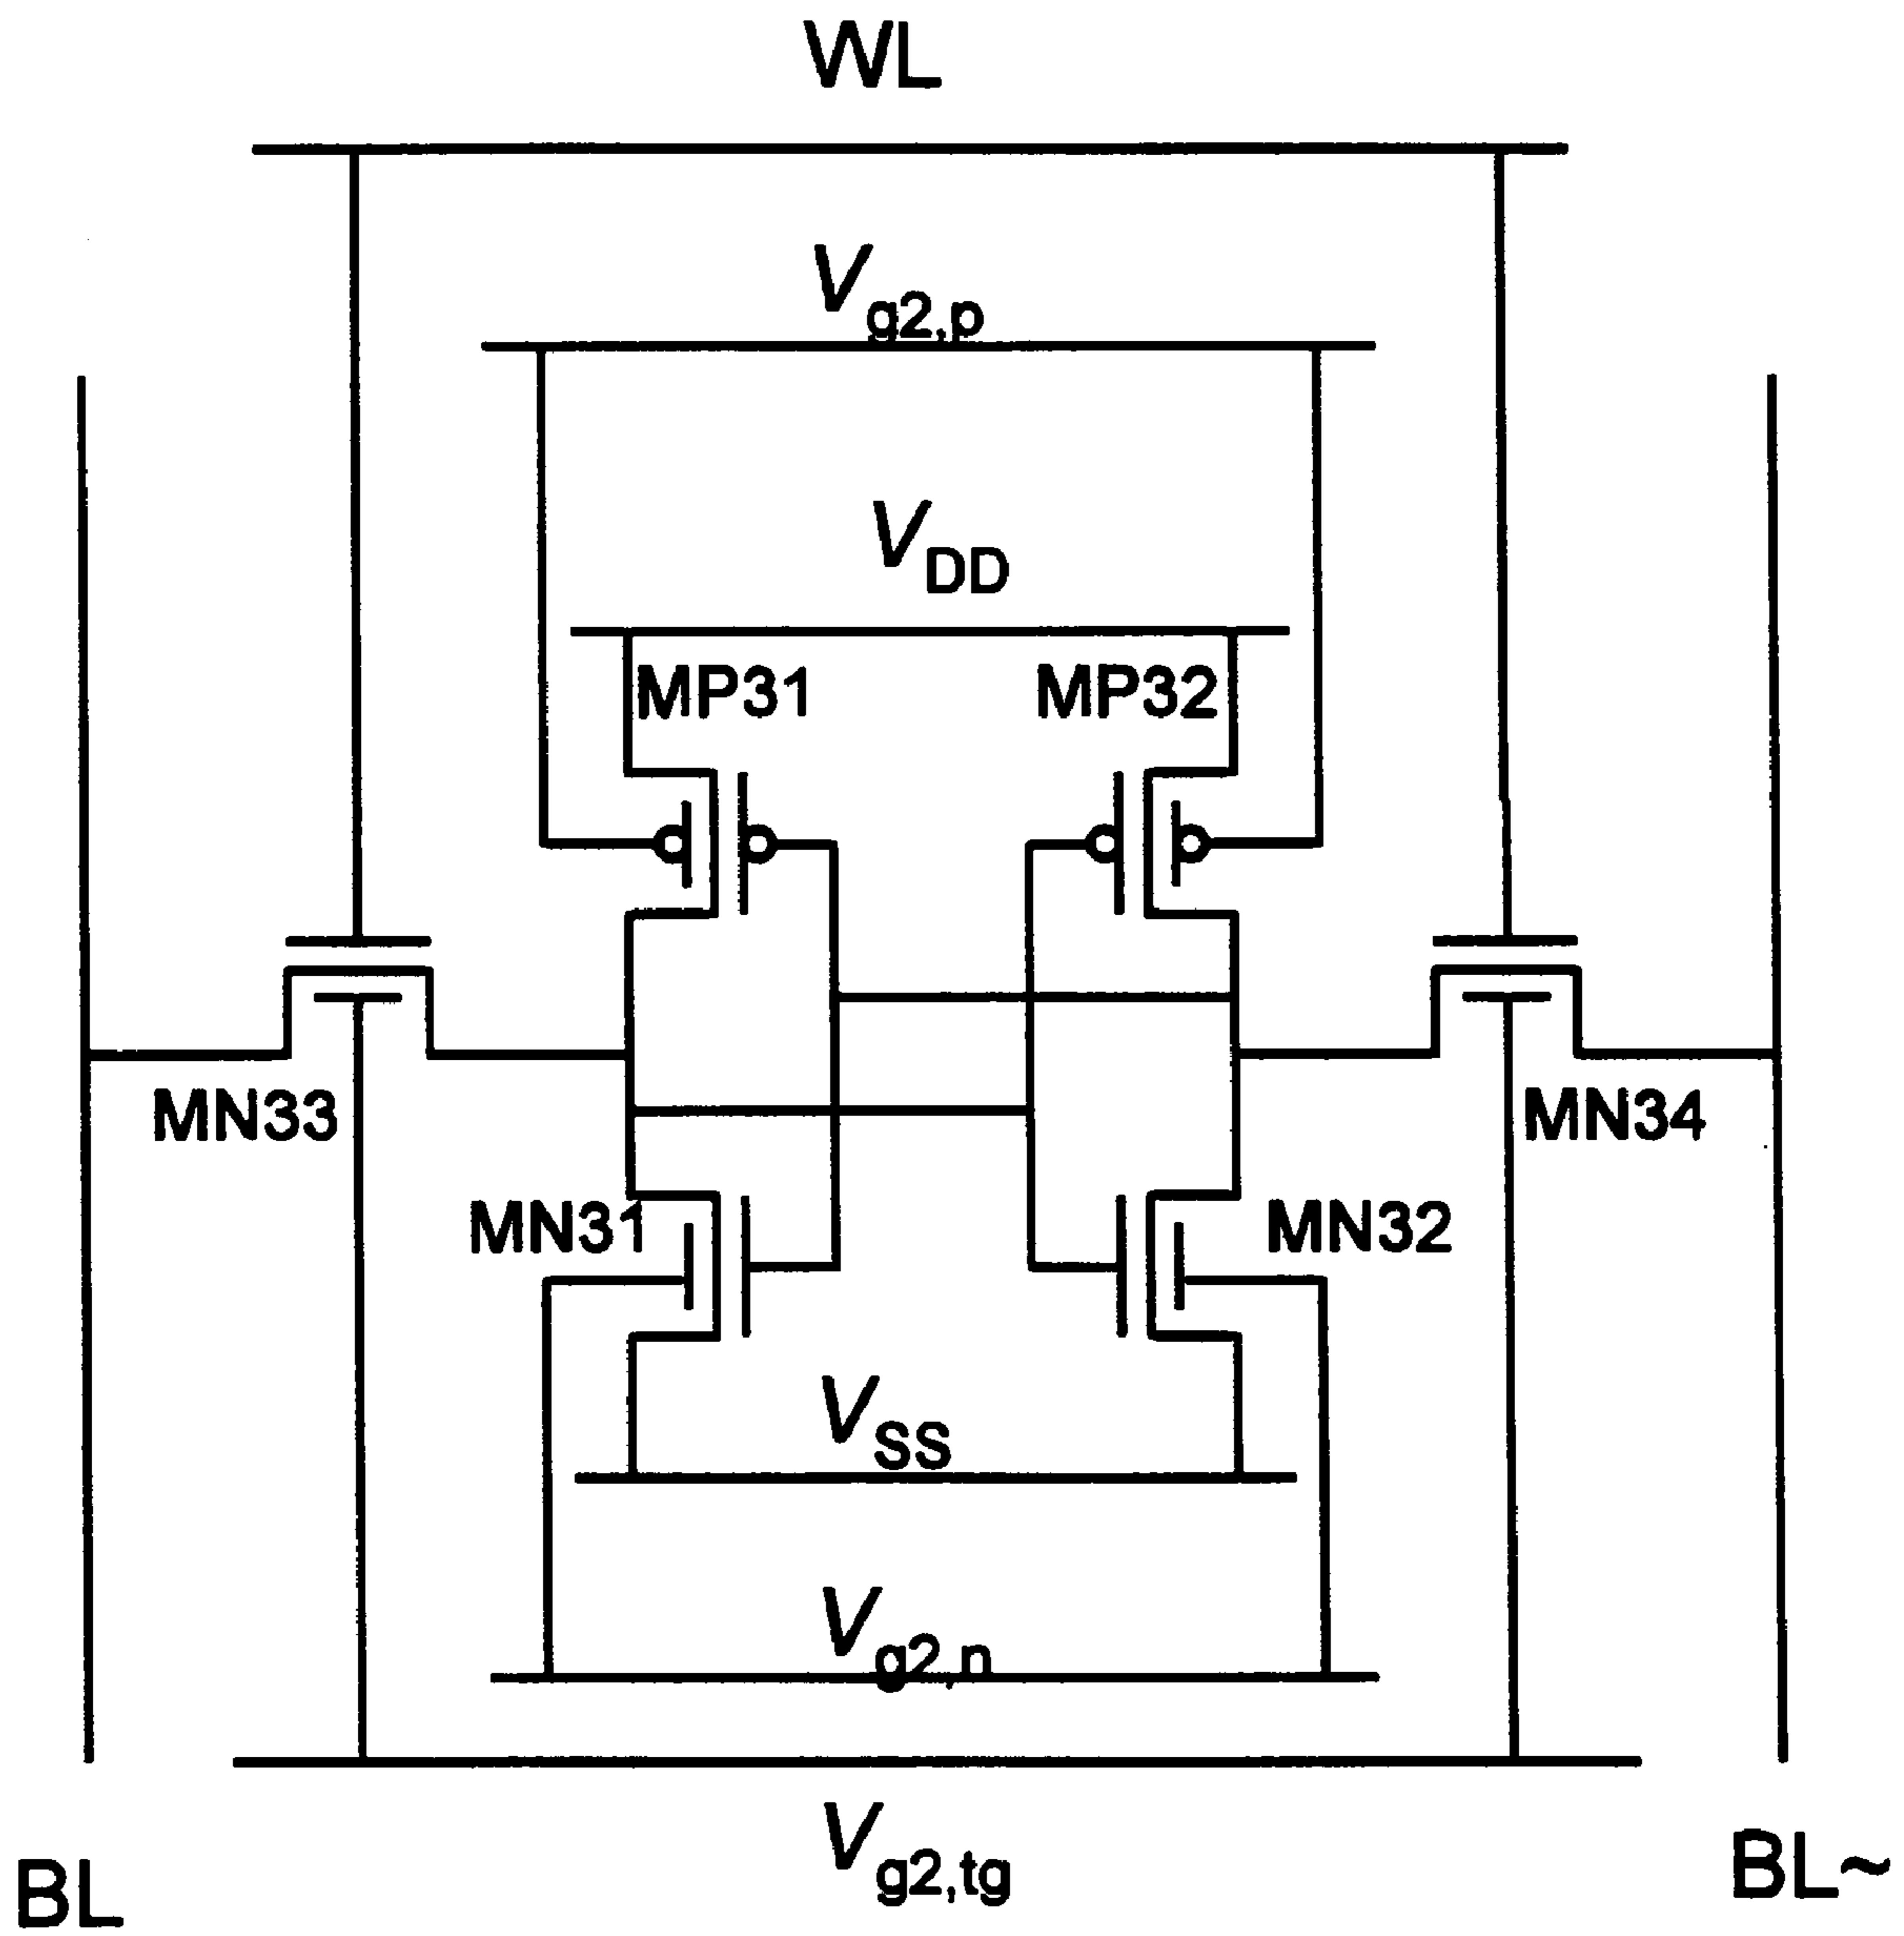 WL
Vg2,p
VDD
MP31 MP32
MN33 MN34
MN31 MN32
VSS
Vg2,n
Vg2,tg
BL BL~